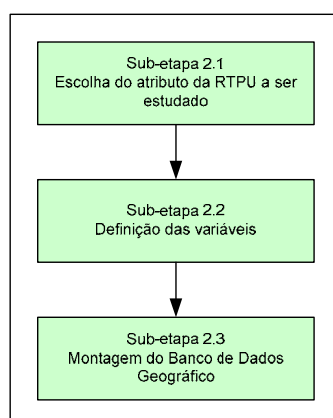 Sub-etapa 2.1
Escolha do atributo da RTPU a ser
estudado
Sub-etapa 2.2
Definição das variáveis
Sub-etapa 2.3
Montagem do Banco de Dados
Geográfico